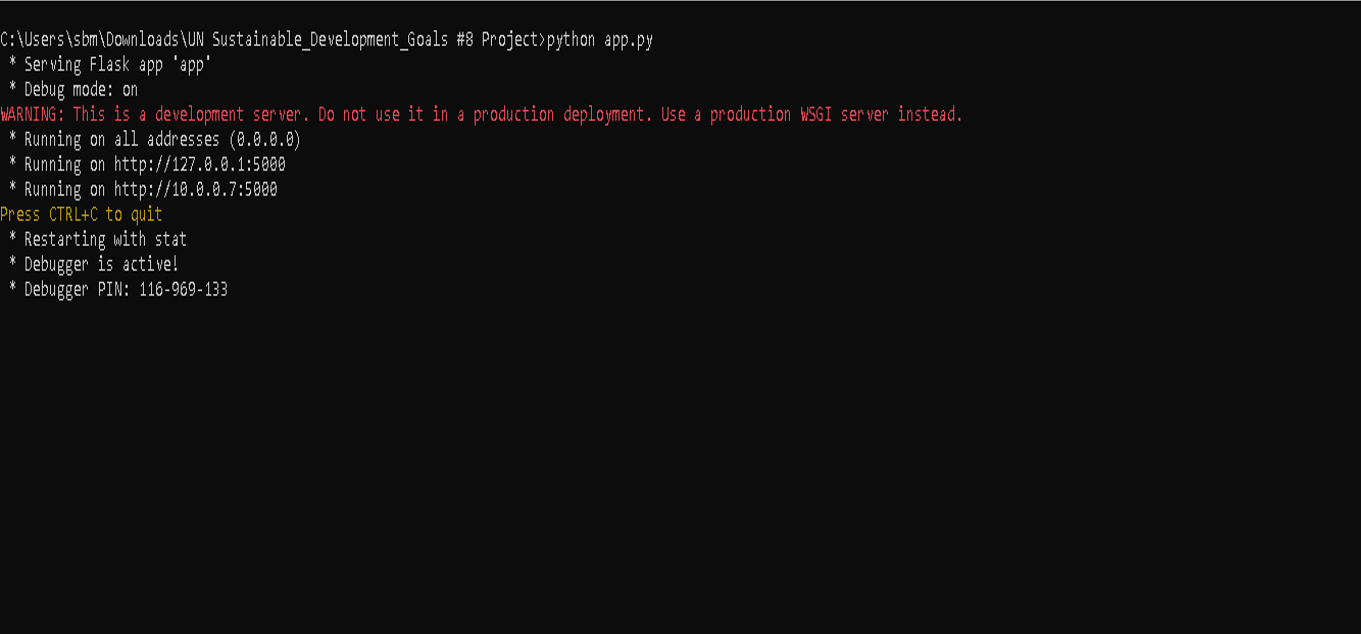 C:\Users\sbm\Downloads\UN Sustainable_Development_Goals #8 Project>python app.py
 * Serving Flask app 'app'
 * Debug mode: on
WARNING: This is a development server. Do not use it in a production deployment. Use a production WSGI server instead.
 * Running on all addresses (0.0.0.0)
 * Running on http://127.0.0.1:5000
 * Running on http://10.0.0.7:5000
Press CTRL+C to quit
 * Restarting with stat
 * Debugger is active!
 * Debugger PIN: 116-969-133